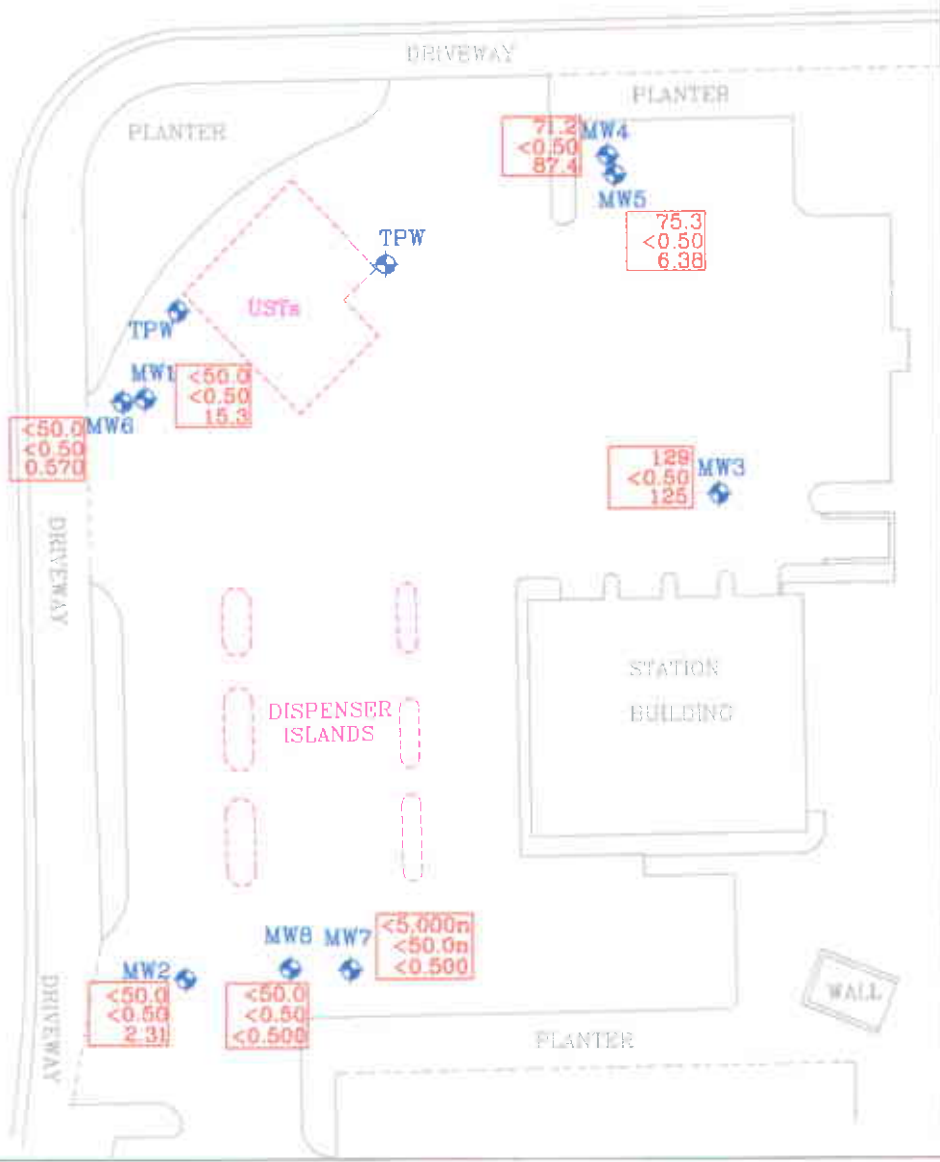 DRIVEWAY
PLANTER
PLANTER
71.2
<0.50
87.4
MW4
MW5
75.3
<0.50
6.38
TPW
USTs
TPW
MW1
<50.0
<0.50
15.3
MW6
<50.0
<0.50
0.570
129
<0.50
125
MW3
DRIVEWAY
STATION
BUILDING
DISPENSER
ISLANDS
MW8
MW7
<5,000n
<50.0n
<0.500
MW2
<50.0
<0.50
2.31
<50.0
<0.50
<0.500
DRIVEWAY
WALL
PLANTER